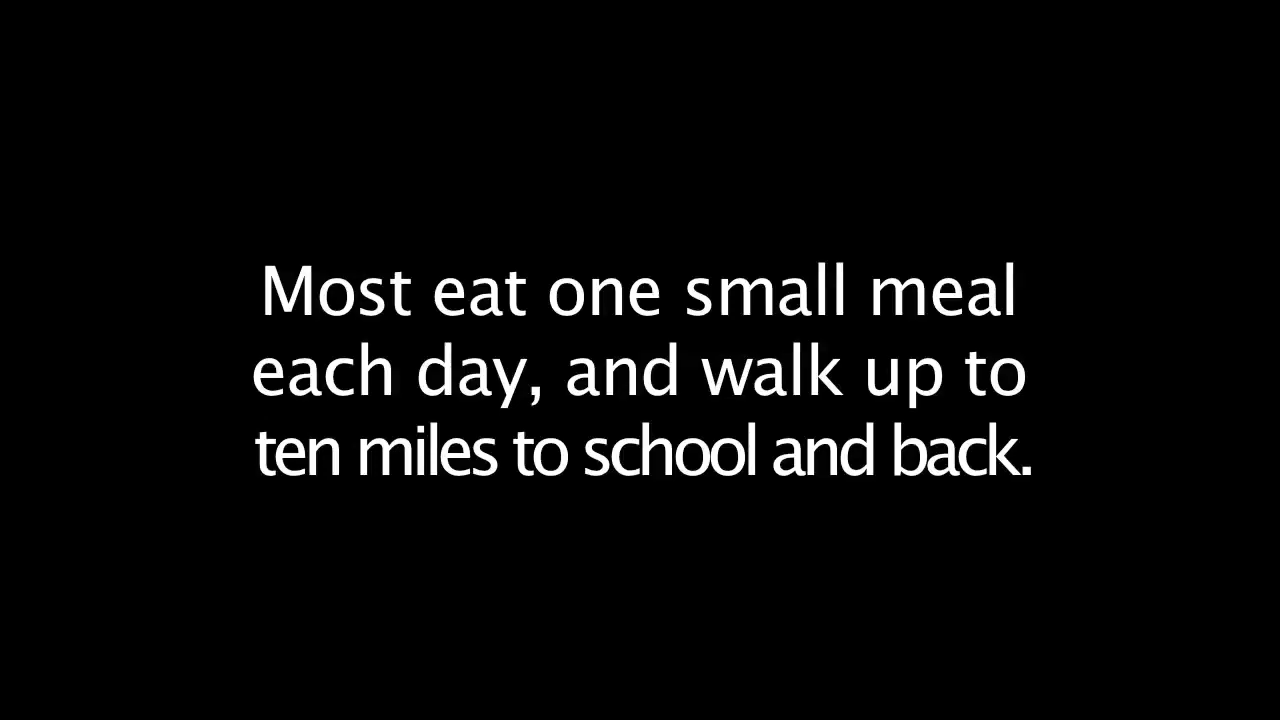 Most eat one small meal
each day, and walk up to
ten miles to school and back.